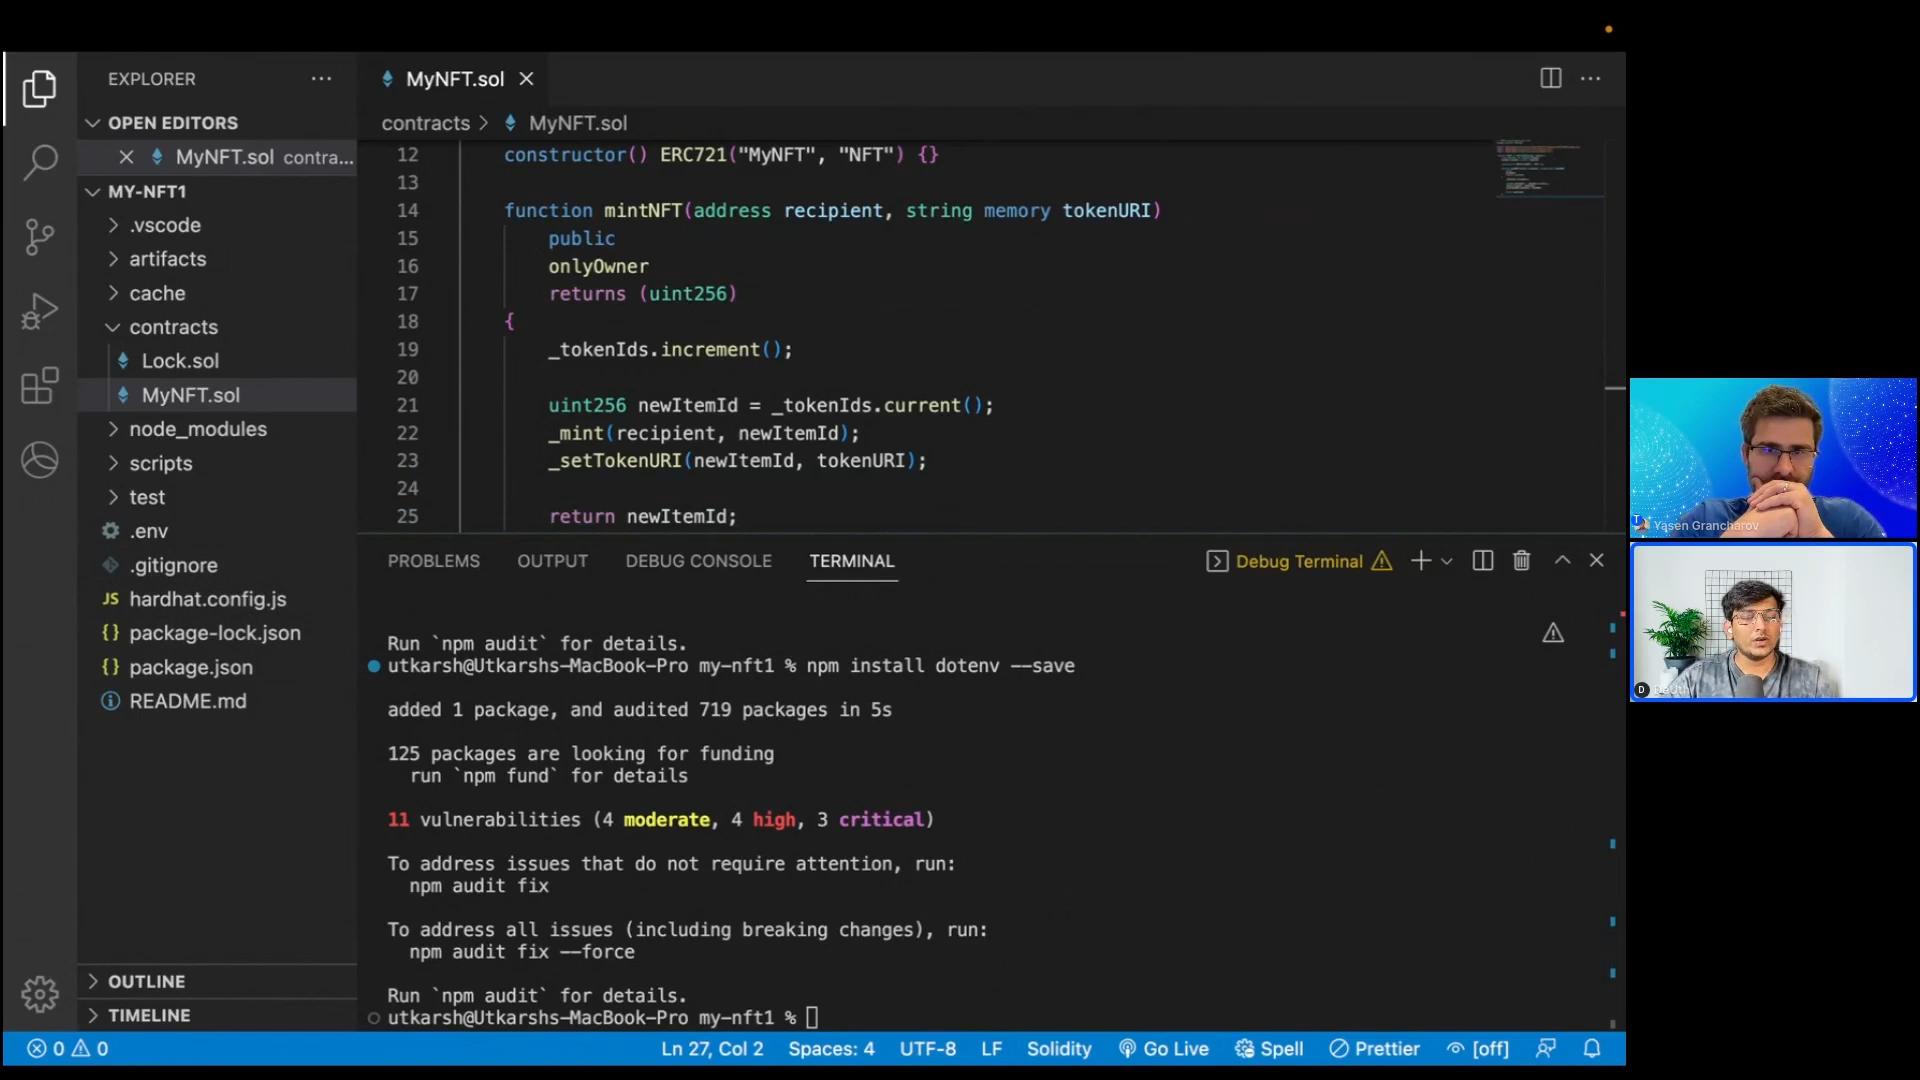 EXPLORER
OPEN EDITORS
MyNFT.sol contra...
MY-NFT1
.vscode
artifacts
cache
contracts
Lock.sol
MyNFT.sol
node_modules
scripts
test
.env
.gitignore
JS hardhat.config.js
{} package-lock.json
{} package.json
README.md
OUTLINE
TIMELINE
MyNFT.sol
contracts > MyNFT.sol
12 constructor() ERC721("MyNFT", "NFT") {}
13
14 function mintNFT(address recipient, string memory tokenURI)
15 public
16 onlyOwner
17 returns (uint256)
18 {
19 _tokenIds.increment();
20
21 uint256 newItemId = _tokenIds.current();
22 _mint(recipient, newItemId);
23 _setTokenURI(newItemId, tokenURI);
24
25 return newItemId;
PROBLEMS OUTPUT DEBUG CONSOLE TERMINAL Debug Terminal
Run `npm audit` for details.
utkarsh@Utkarshs-MacBook-Pro my-nft1 % npm install dotenv --save
added 1 package, and audited 719 packages in 5s
125 packages are looking for funding
run `npm fund` for details
11 vulnerabilities (4 moderate, 4 high, 3 critical)
To address issues that do not require attention, run:
npm audit fix
To address all issues (including breaking changes), run:
npm audit fix --force
Run `npm audit` for details.
utkarsh@Utkarshs-MacBook-Pro my-nft1 %
0 0 Ln 27, Col 2 Spaces: 4 UTF-8 LF Solidity Go Live Spell Prettier [off]
Yasen Grancharov
D